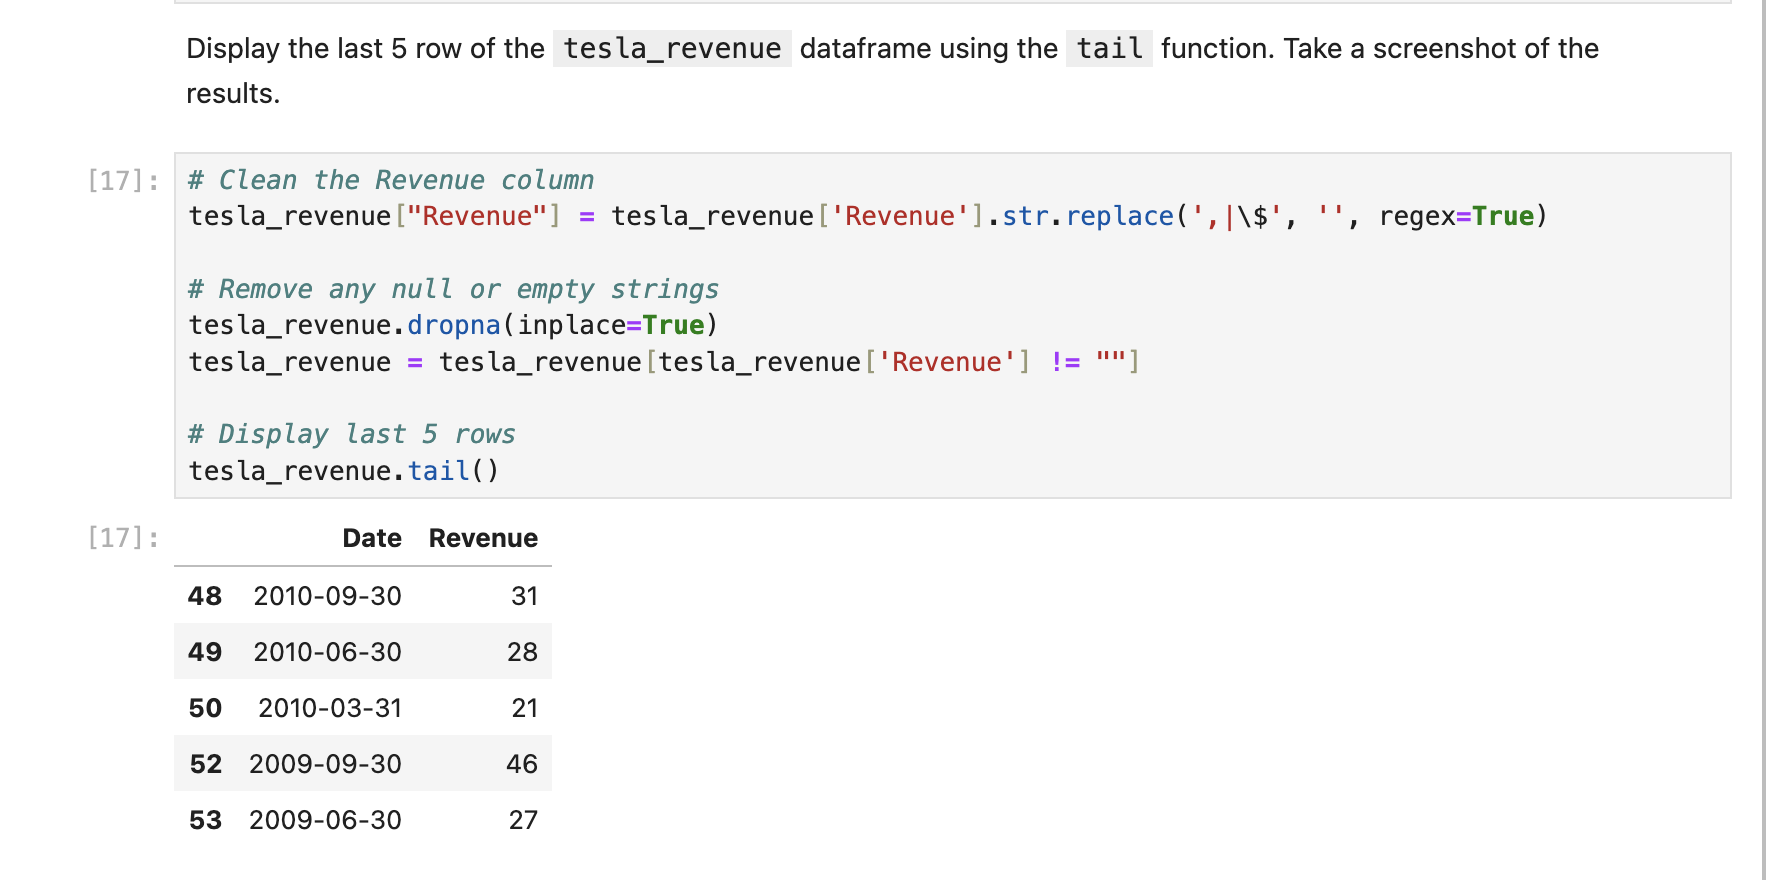 Display the last 5 row of the tesla_revenue dataframe using the tail function. Take a screenshot of the
results.
[17]:
# Clean the Revenue column
tesla_revenue["Revenue"] = tesla_revenue['Revenue'].str.replace(',|\$', '', regex=True)
# Remove any null or empty strings
tesla_revenue.dropna(inplace=True)
tesla_revenue = tesla_revenue[tesla_revenue['Revenue'] != ""]
# Display last 5 rows
tesla_revenue.tail()
[17]:
Date Revenue
48 2010-09-30 31
49 2010-06-30 28
50 2010-03-31 21
52 2009-09-30 46
53 2009-06-30 27